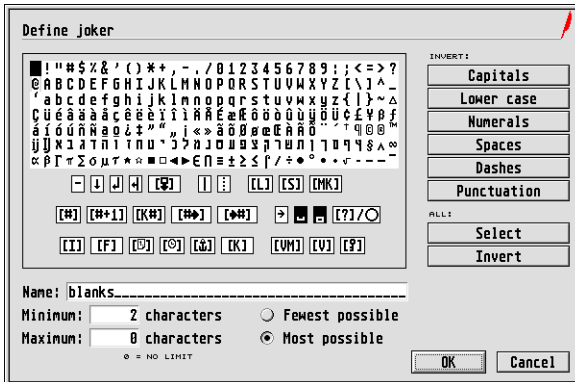 Define joker
!"#$%&'()*+,-./0123456789:;<=>?
@ABCDEFGHIJKLMNOPQRSTUVWXYZ[\]^_
`abcdefghijklmnopqrstuvwxyz{|}~△
INVERT:
Capitals
Lower case
Numerals
Spaces
Dashes
Punctuation
ALL:
Select
Invert
[L] [S] [MK]
[#] [#+1] [K#] [#→] [→#] → [?]/○
[I] [F] [K] [VM] [V] [?]
Name: blanks
Minimum: 2 characters
Fewest possible
Maximum: 0 characters
Most possible
0 = NO LIMIT
OK
Cancel